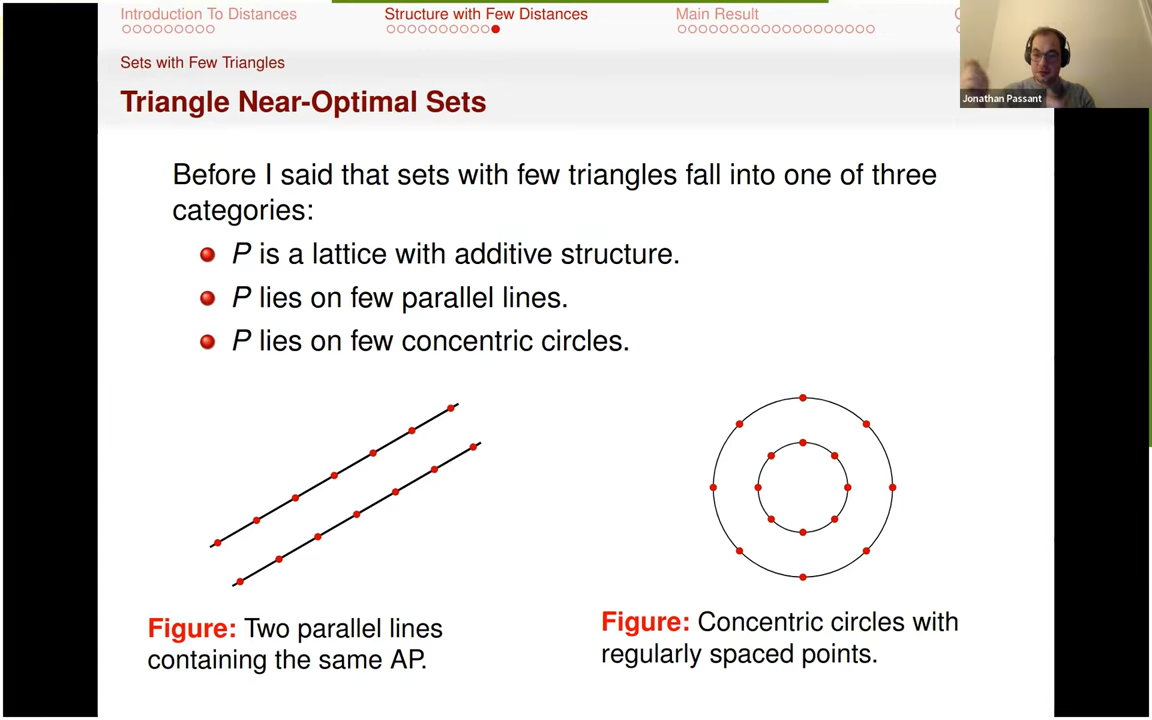 Introduction To Distances
Structure with Few Distances
Main Result
Sets with Few Triangles
Triangle Near-Optimal Sets
Jonathan Passant
Before I said that sets with few triangles fall into one of three
categories:
P is a lattice with additive structure.
P lies on few parallel lines.
P lies on few concentric circles.
Figure: Two parallel lines
containing the same AP.
Figure: Concentric circles with
regularly spaced points.